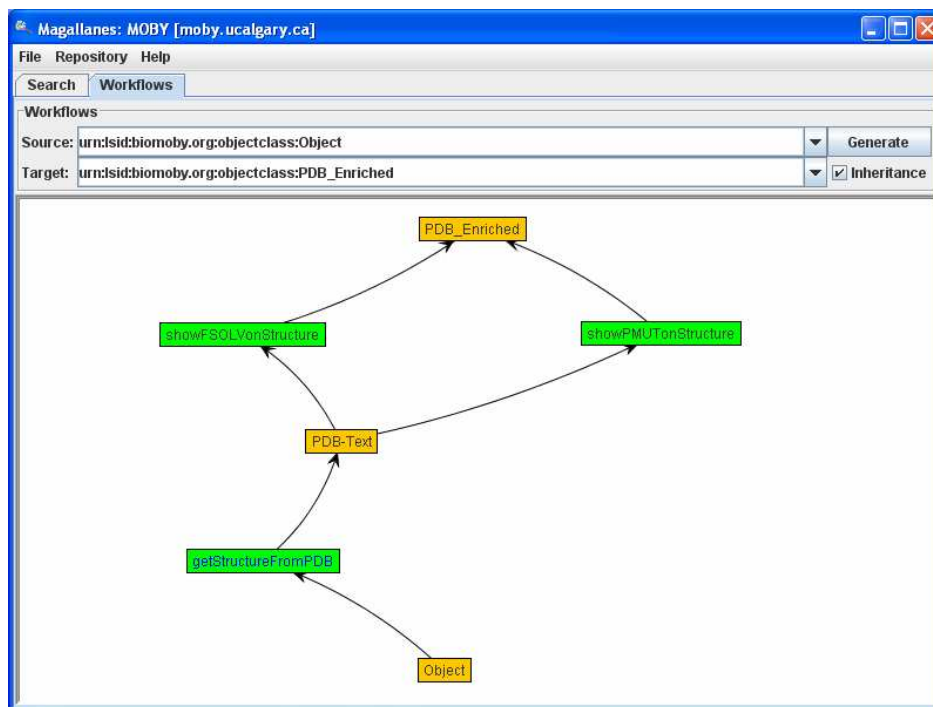 Magallanes: MOBY [moby.ucalgary.ca]
File Repository Help
Search Workflows
Workflows
Source: urn:lsid:biomoby.org:objectclass:Object Generate
Target: urn:lsid:biomoby.org:objectclass:PDB_Enriched Inheritance
PDB_Enriched
showFSOLVonStructure showPMUTonStructure
PDB-Text
getStructureFromPDB
Object